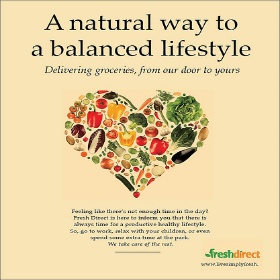 A natural way to
a balanced lifestyle
Delivering groceries, from our door to yours
Feeling like there's not enough time in the day?
Fresh Direct is here to inform you that there is
always time for a productive healthy lifestyle.
So, go to work, relax with your children, or even
spend some extra time at the park.
We take care of the rest.
freshdirect